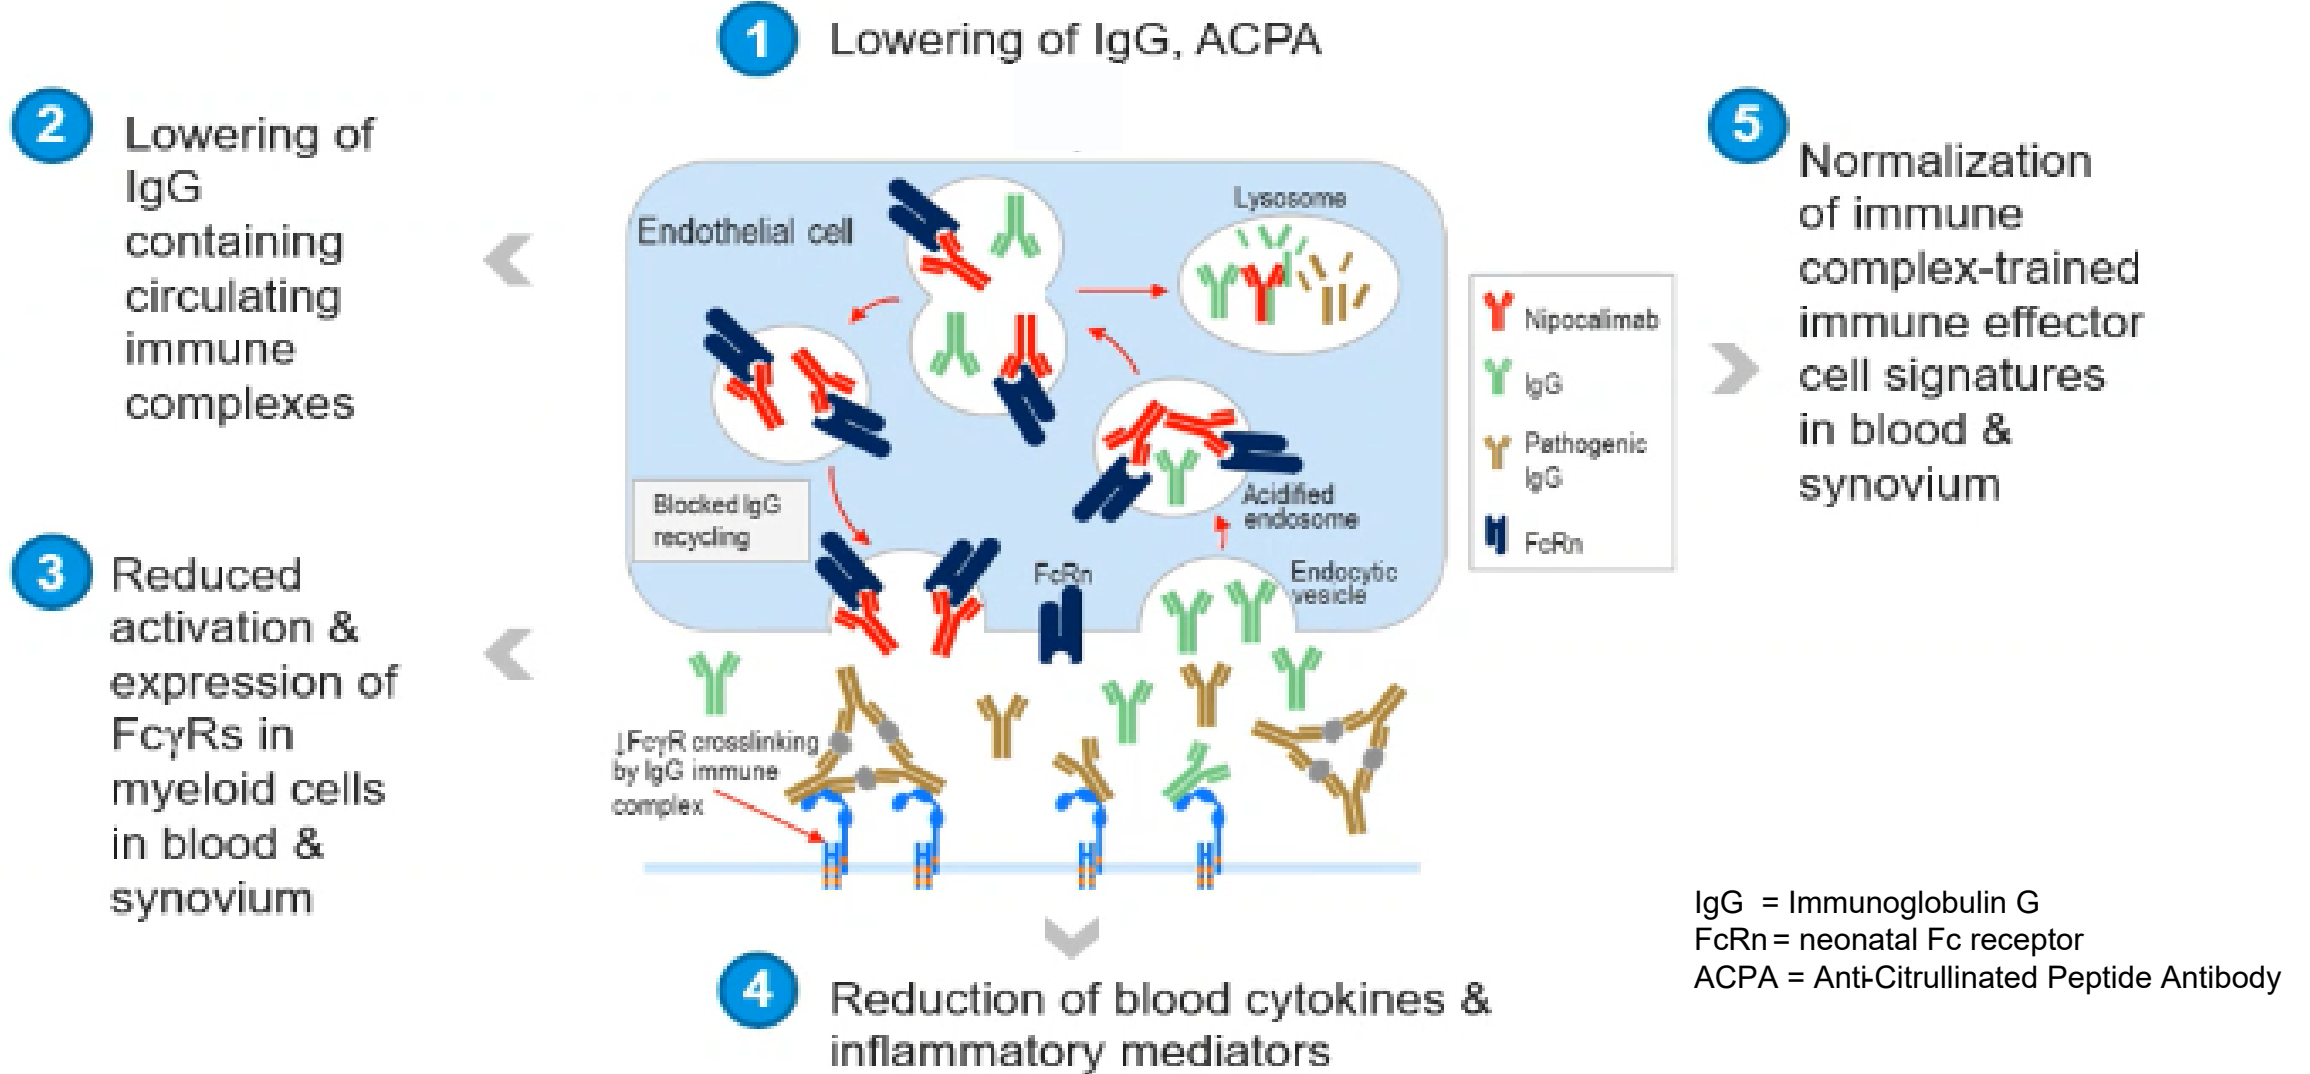 1
Lowering of IgG, ACPA
2
Lowering of
IgG
containing
circulating
immune
complexes
3
Reduced
activation &
expression of
FcγRs in
myeloid cells
in blood &
synovium
Endothelial cell
Lysosome
Blocked IgG
recycling
Acidified
endosome
FcRn
Endocytic
vesicle
↓FcγR crosslinking
by IgG immune
complex
Nipocalimab
IgG
Pathogenic
IgG
FcRn
5
Normalization
of immune
complex-trained
immune effector
cell signatures
in blood &
synovium
4
Reduction of blood cytokines &
inflammatory mediators
IgG = Immunoglobulin G
FcRn = neonatal Fc receptor
ACPA = Anti-Citrullinated Peptide Antibody